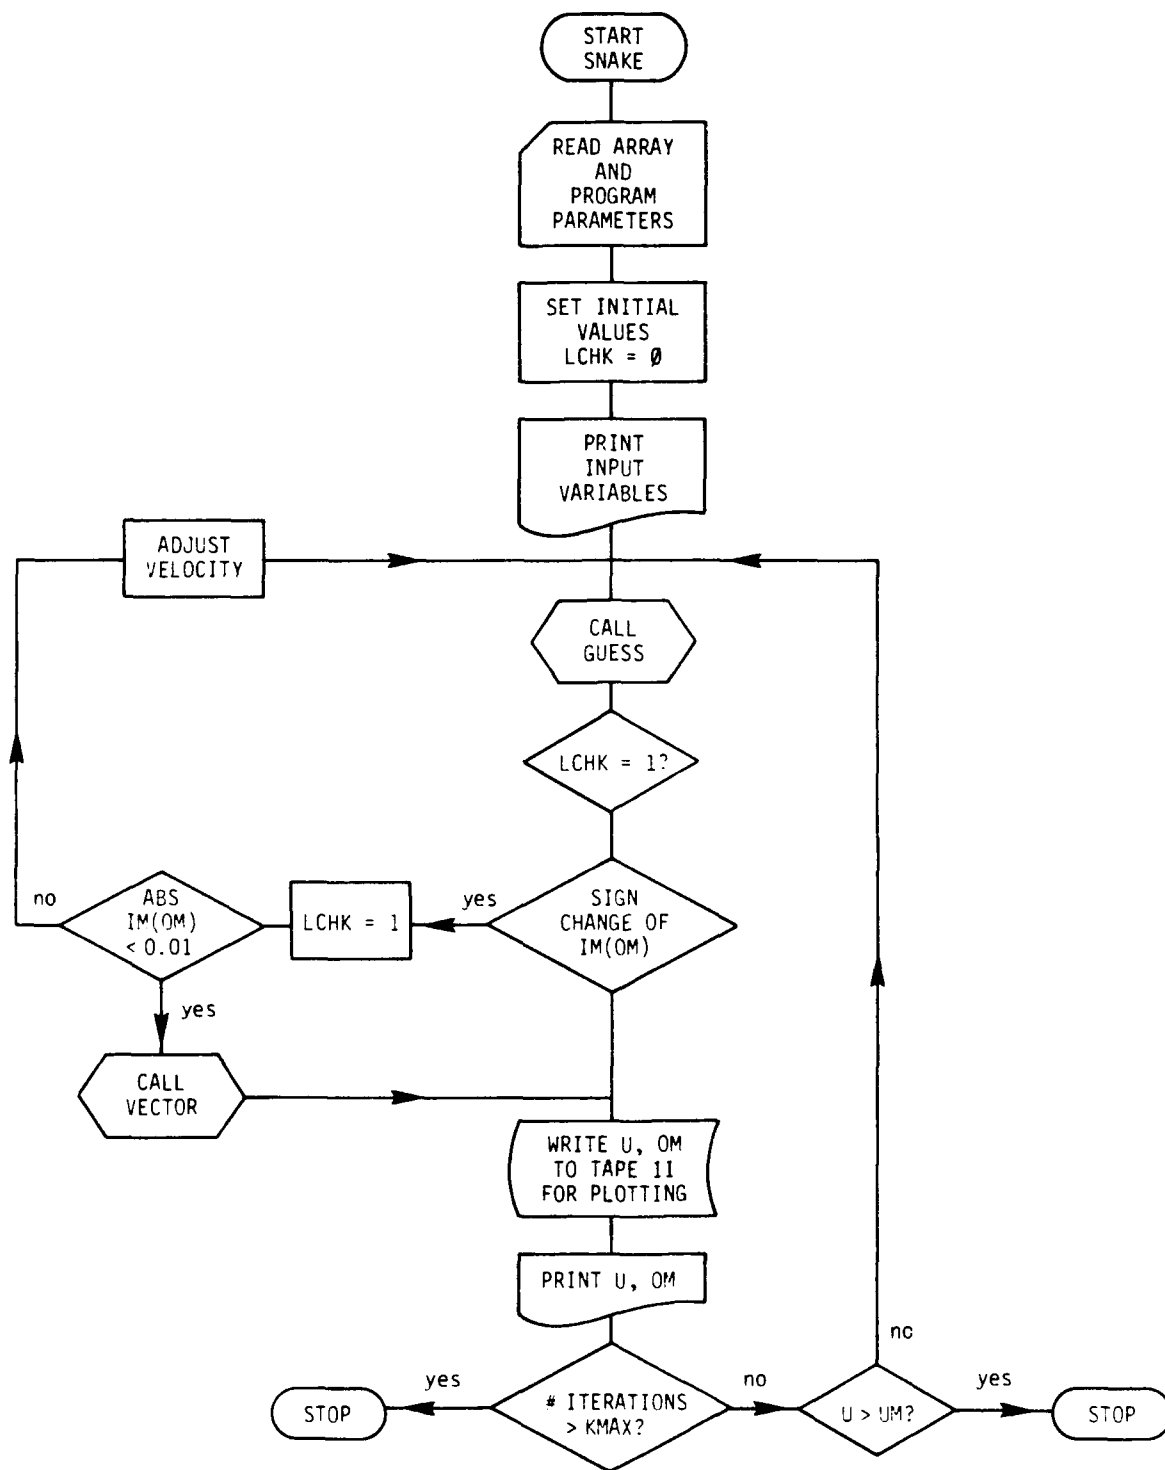 START
SNAKE
READ ARRAY
AND
PROGRAM
PARAMETERS
SET INITIAL
VALUES
LCHK = Ø
PRINT
INPUT
VARIABLES
ADJUST
VELOCITY
CALL
GUESS
LCHK = 1?
no
ABS
IM(OM)
< 0.01
LCHK = 1
yes
SIGN
CHANGE OF
IM(OM)
yes
CALL
VECTOR
WRITE U, OM
TO TAPE 11
FOR PLOTTING
PRINT U, OM
STOP
yes
# ITERATIONS
> KMAX?
no
no
U > UM?
yes
STOP